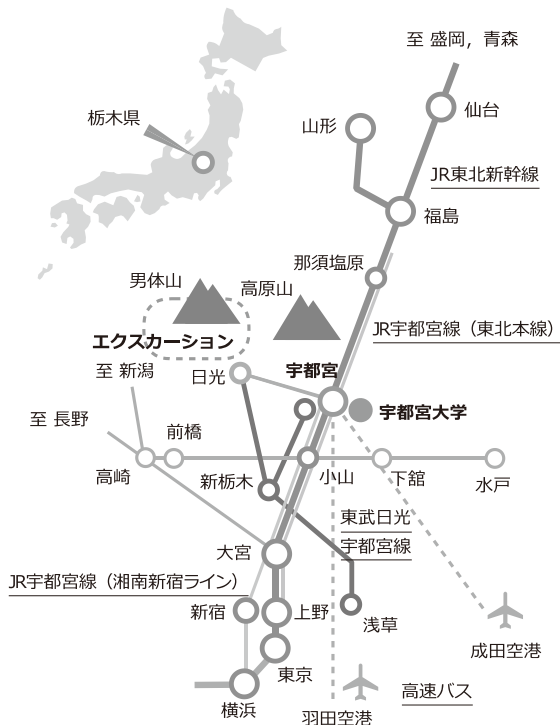 至 盛岡，青森
仙台
栃木県
山形
JR東北新幹線
福島
那須塩原
男体山
高原山
JR宇都宮線（東北本線）
エクスカーション
至 新潟
日光
宇都宮
宇都宮大学
至 長野
前橋
高崎
新栃木
小山
下舘
水戸
東武日光
宇都宮線
大宮
JR宇都宮線（湘南新宿ライン）
新宿
上野
浅草
成田空港
東京
高速バス
横浜
羽田空港